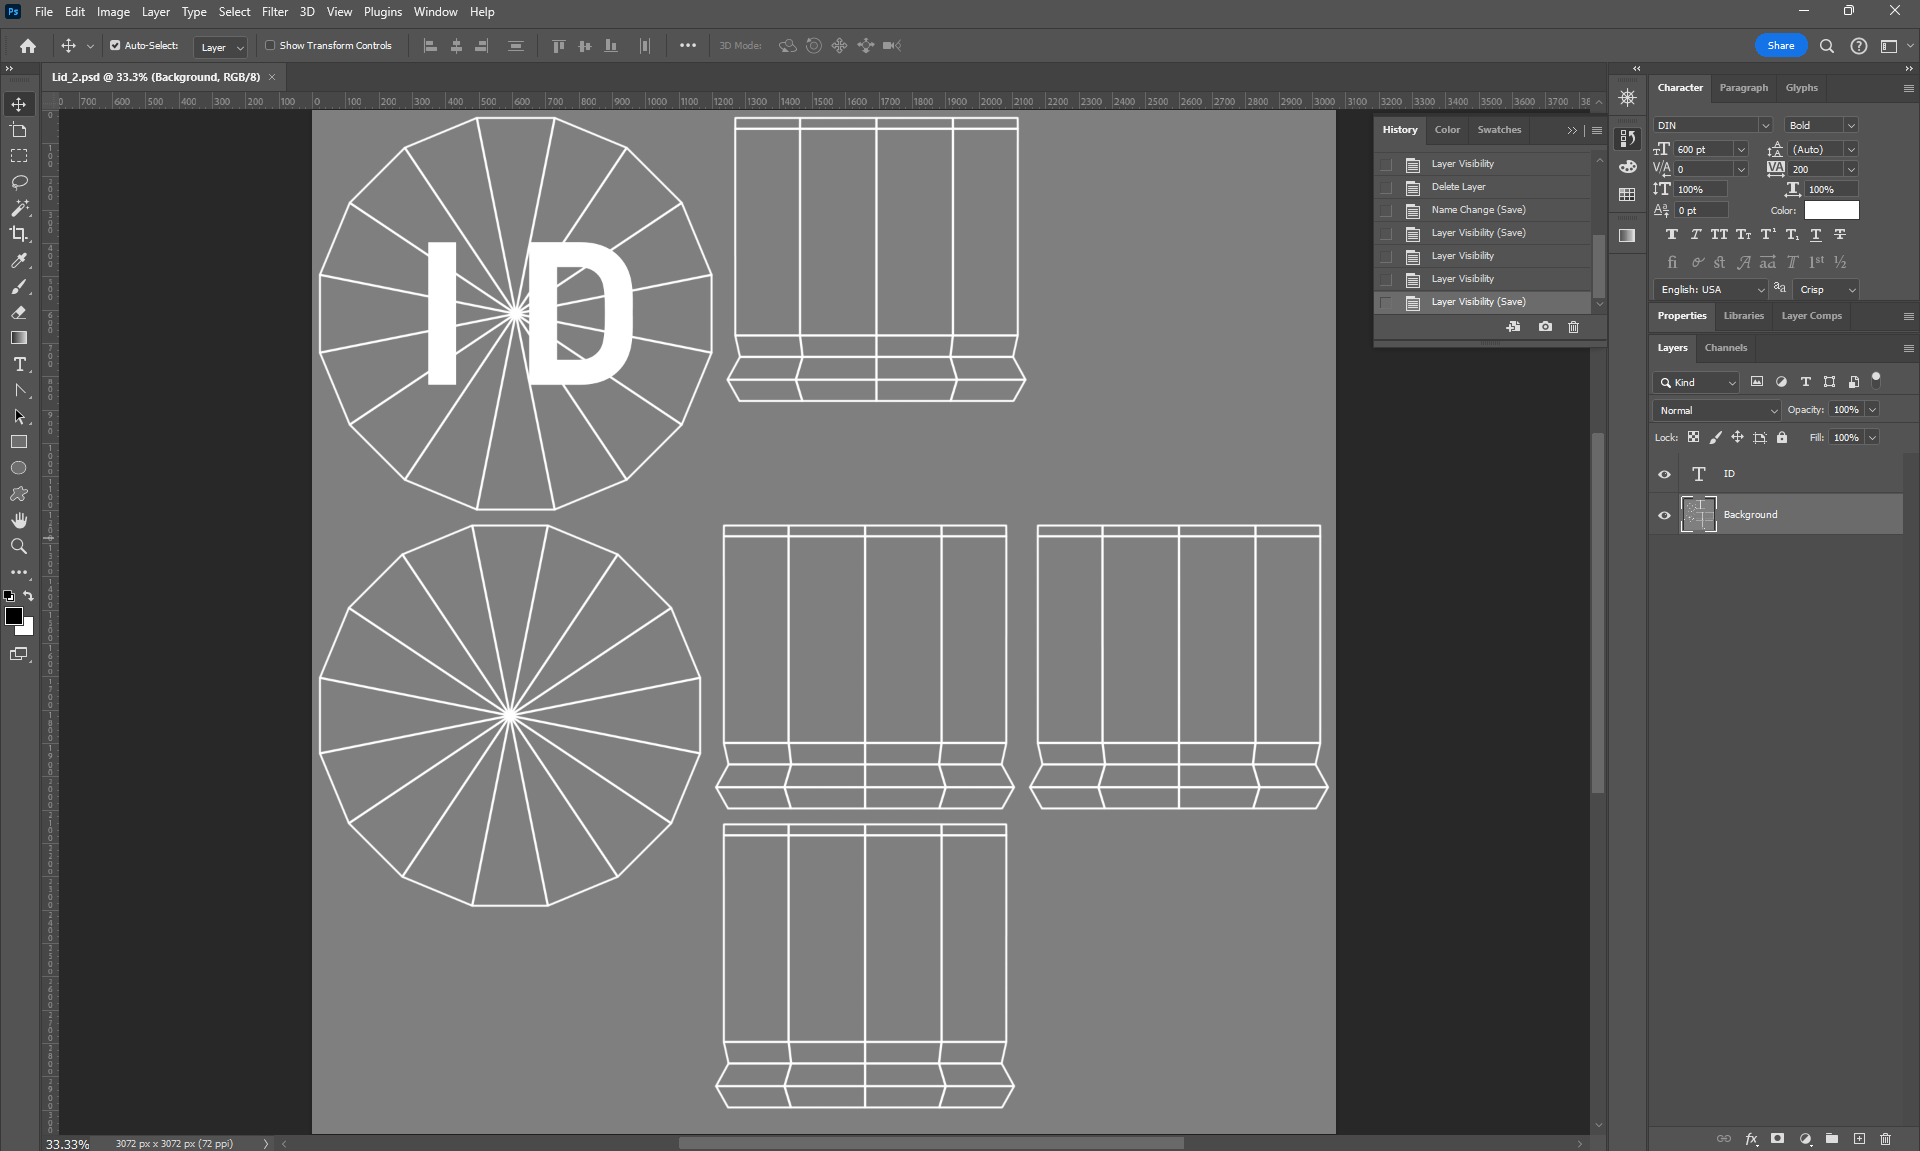 Ps File Edit Image Layer Type Select Filter 3D View Plugins Window Help
Auto-Select: Layer Show Transform Controls 3D Mode: Share
Lid_2.psd @ 33.3% (Background, RGB/8)
0 700 600 500 400 300 200 100 0 100 200 300 400 500 600 700 800 900 1000 1100 1200 1300 1400 1500 1600 1700 1800 1900 2000 2100 2200 2300 2400 2500 2600 2700 2800 2900 3000 3100 3200 3300 3400 3500 3600 3700
ID
History Color Swatches
Layer Visibility
Delete Layer
Name Change (Save)
Layer Visibility (Save)
Layer Visibility
Layer Visibility
Layer Visibility (Save)
Character Paragraph Glyphs
DIN Bold
600 pt (Auto)
0 200
100% 100%
0 pt Color:
English: USA Crisp
Properties Libraries Layer Comps
Layers Channels
Kind
Normal Opacity: 100%
Lock: Fill: 100%
ID
Background
33.33% 3072 px x 3072 px (72 ppi)